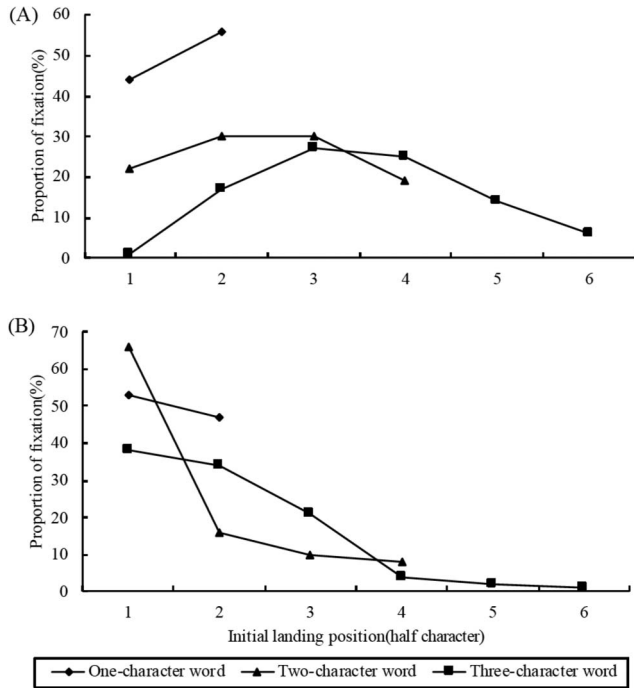 (A)
Proportion of fixation(%)
60
50
40
30
20
10
0
1 2 3 4 5 6
(B)
Proportion of fixation(%)
70
60
50
40
30
20
10
0
1 2 3 4 5 6
Initial landing position(half character)
One-character word Two-character word Three-character word